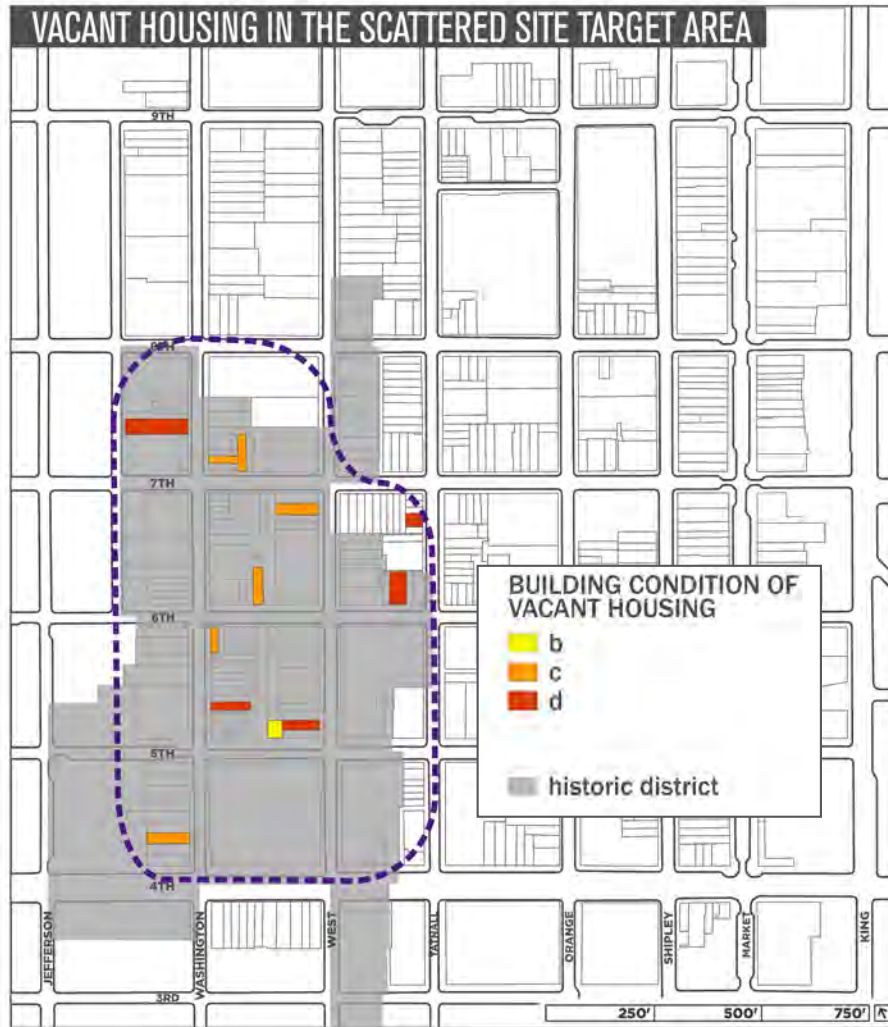 VACANT HOUSING IN THE SCATTERED SITE TARGET AREA
9TH
8TH
7TH
6TH
BUILDING CONDITION OF
VACANT HOUSING
b
c
d
historic district
5TH
4TH
JEFFERSON
WASHINGTON
WEST
TATNALL
ORANGE
SHIPLEY
MARKET
KING
3RD
250' 500' 750'